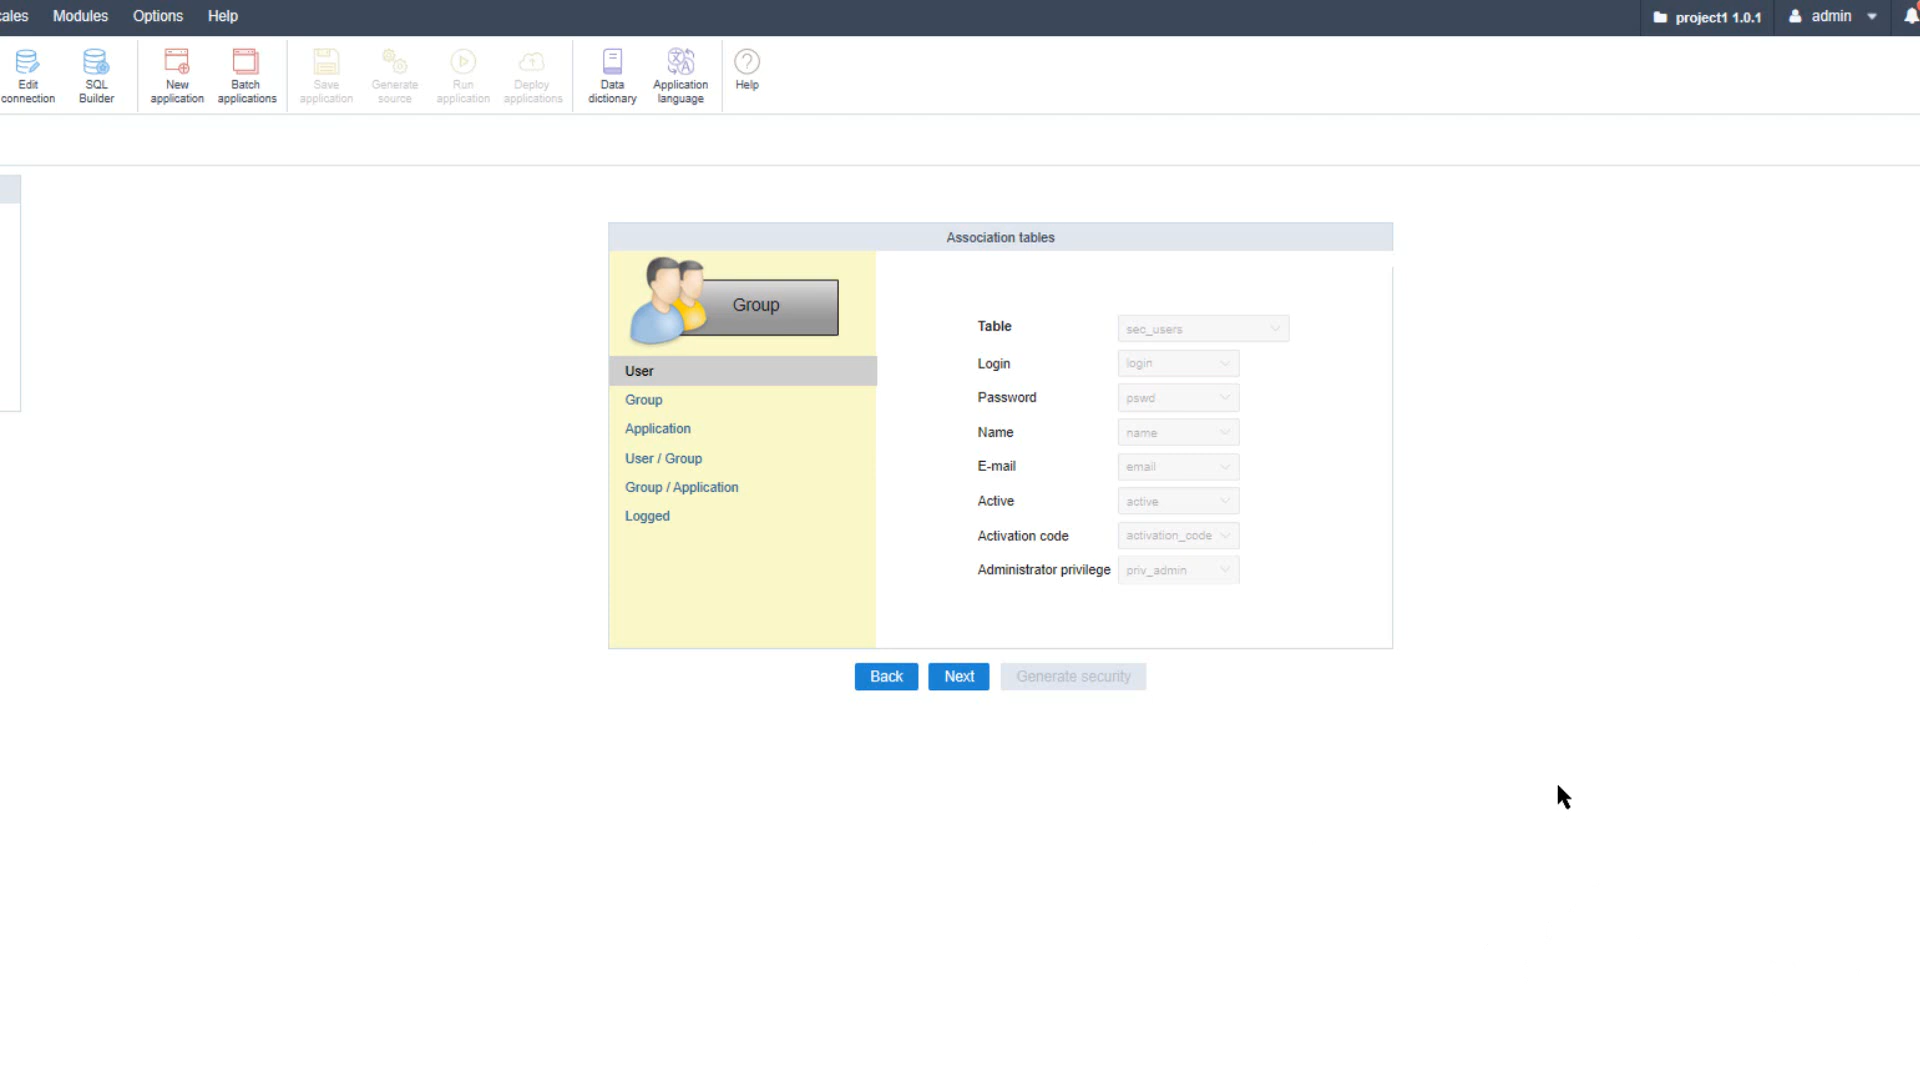 Modules Options Help
project1 1.0.1 admin
Edit connection
SQL Builder
New application
Batch applications
Save application
Generate source
Run application
Deploy applications
Data dictionary
Application language
Help
Association tables
Group
User
Group
Application
User / Group
Group / Application
Logged
Table sec_users
Login login
Password pswd
Name name
E-mail email
Active active
Activation code activation_code
Administrator privilege priv_admin
Back Next Generate security